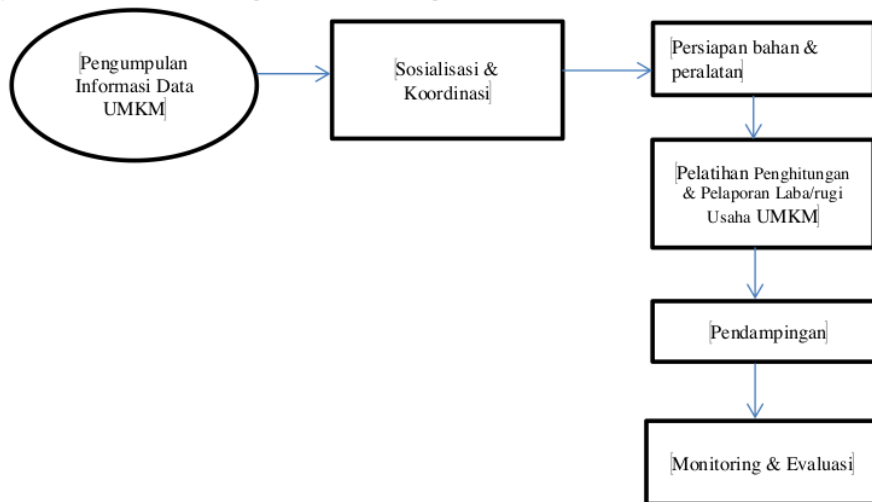 Pengumpulan
Informasi Data
UMKM
Sosialisasi &
Koordinasi
Persiapan bahan &
peralatan
Pelatihan Penghitungan
& Pelaporan Laba/rugi
Usaha UMKM
Pendampingan
Monitoring & Evaluasi